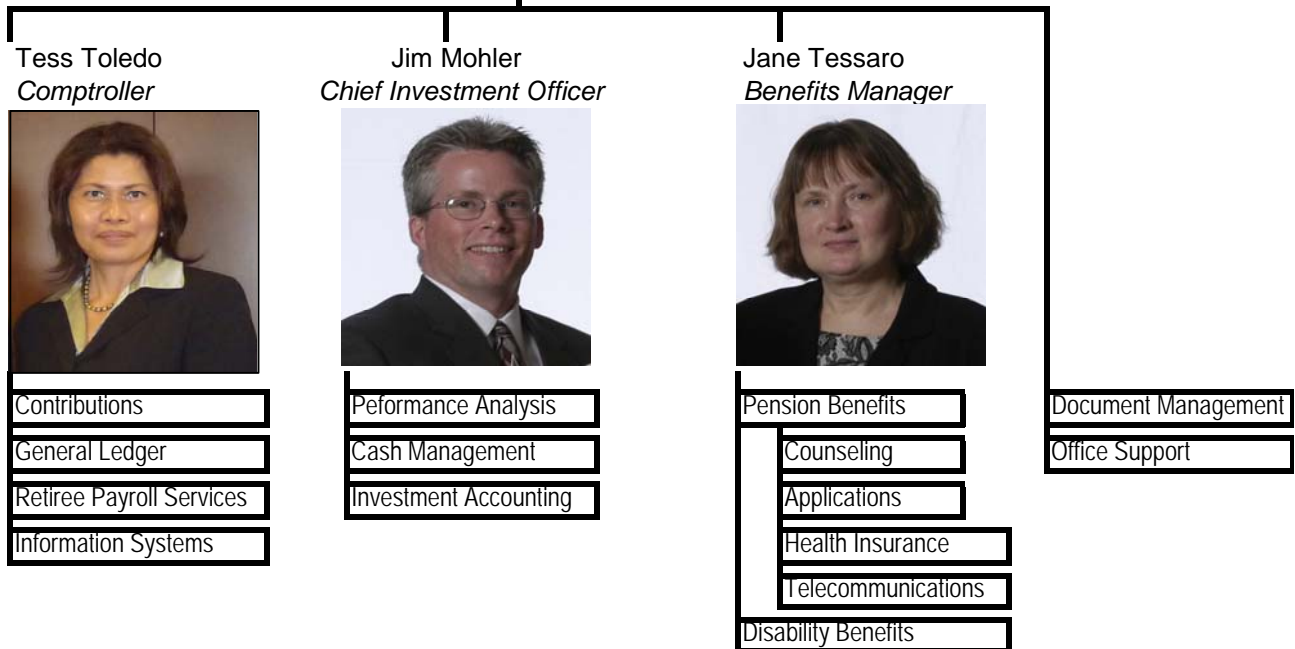 Tess Toledo
Comptroller
Jim Mohler
Chief Investment Officer
Jane Tessaro
Benefits Manager
Contributions
General Ledger
Retiree Payroll Services
Information Systems
Peformance Analysis
Cash Management
Investment Accounting
Pension Benefits
Counseling
Applications
Health Insurance
Telecommunications
Disability Benefits
Document Management
Office Support